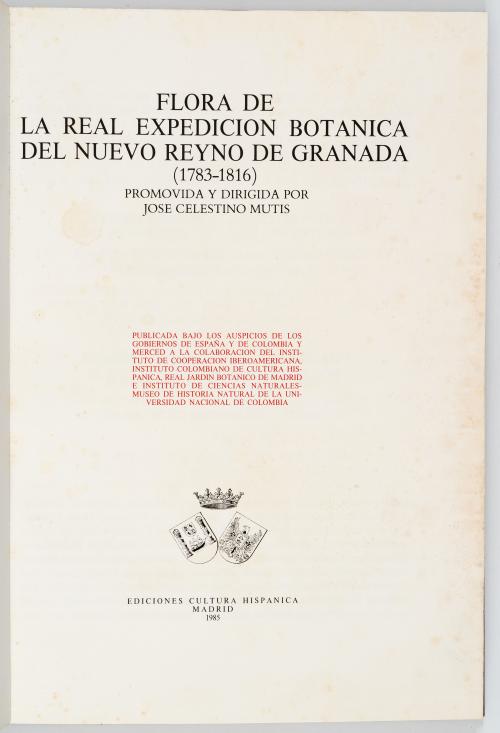 FLORA DE
LA REAL EXPEDICION BOTANICA
DEL NUEVO REYNO DE GRANADA
(1783-1816)
PROMOVIDA Y DIRIGIDA POR
JOSE CELESTINO MUTIS
PUBLICADA BAJO LOS AUSPICIOS DE LOS
GOBIERNOS DE ESPAÑA Y DE COLOMBIA Y
MERCED A LA COLABORACION DEL INSTI-
TUTO DE COOPERACION IBEROAMERICANA,
INSTITUTO COLOMBIANO DE CULTURA HIS-
PANICA, REAL JARDIN BOTANICO DE MADRID
E INSTITUTO DE CIENCIAS NATURALES-
MUSEO DE HISTORIA NATURAL DE LA UNI-
VERSIDAD NACIONAL DE COLOMBIA
EDICIONES CULTURA HISPANICA
MADRID
1985